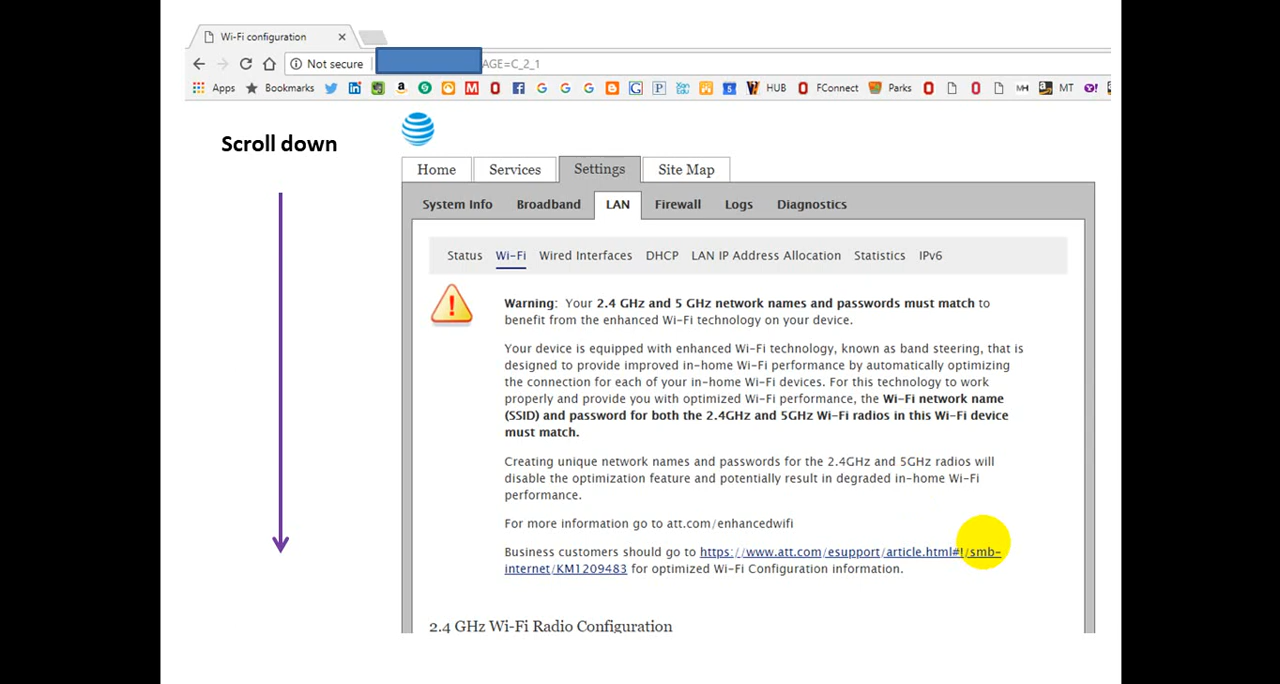 Wi-Fi configuration
Not secure
AGE=C_2_1
Apps Bookmarks HUB FConnect Parks MH MT
Scroll down
Home Services Settings Site Map
System Info Broadband LAN Firewall Logs Diagnostics
Status Wi-Fi Wired Interfaces DHCP LAN IP Address Allocation Statistics IPv6
Warning: Your 2.4 GHz and 5 GHz network names and passwords must match to
benefit from the enhanced Wi-Fi technology on your device.
Your device is equipped with enhanced Wi-Fi technology, known as band steering, that is
designed to provide improved in-home Wi-Fi performance by automatically optimizing
the connection for each of your in-home Wi-Fi devices. For this technology to work
properly and provide you with optimized Wi-Fi performance, the Wi-Fi network name
(SSID) and password for both the 2.4GHz and 5GHz Wi-Fi radios in this Wi-Fi device
must match.
Creating unique network names and passwords for the 2.4GHz and 5GHz radios will
disable the optimization feature and potentially result in degraded in-home Wi-Fi
performance.
For more information go to att.com/enhancedwifi
Business customers should go to https://www.att.com/esupport/article.html#!/smb-
internet/KM1209483 for optimized Wi-Fi Configuration information.
2.4 GHz Wi-Fi Radio Configuration